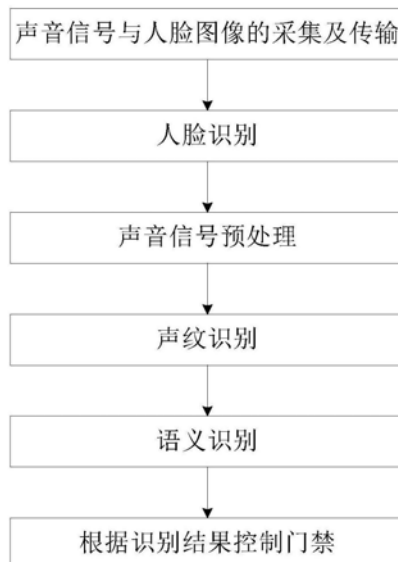 声音信号与人脸图像的采集及传输
人脸识别
声音信号预处理
声纹识别
语义识别
根据识别结果控制门禁